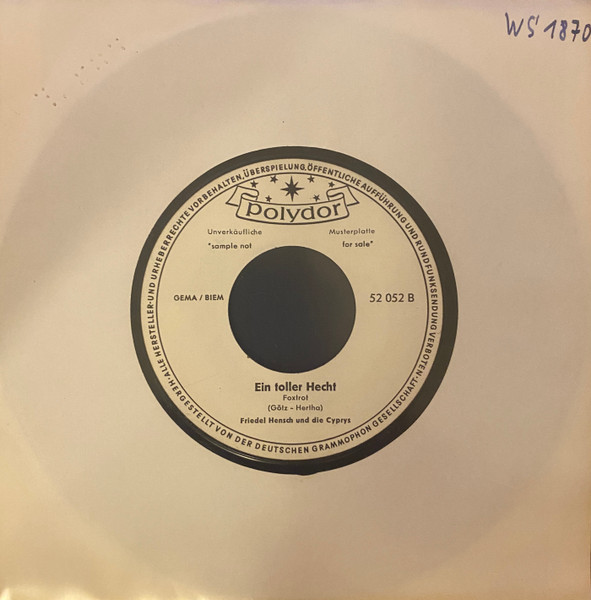 WS 1870
·ALLE HERSTELLER-UND URHEBERRECHTE VORBEHALTEN, ÜBERSPIELUNG, ÖFFENTLICHE AUFFÜHRUNG UND RUNDFUNKSENDUNG VERBOTEN·
polydor
Unverkäufliche Musterplatte
"sample not for sale"
GEMA / BIEM 52 052 B
Ein toller Hecht
Foxtrot
(Götz - Hertha)
Friedel Hensch und die Cyprys
HERGESTELLT VON DER DEUTSCHEN GRAMMOPHON GESELLSCHAFT·